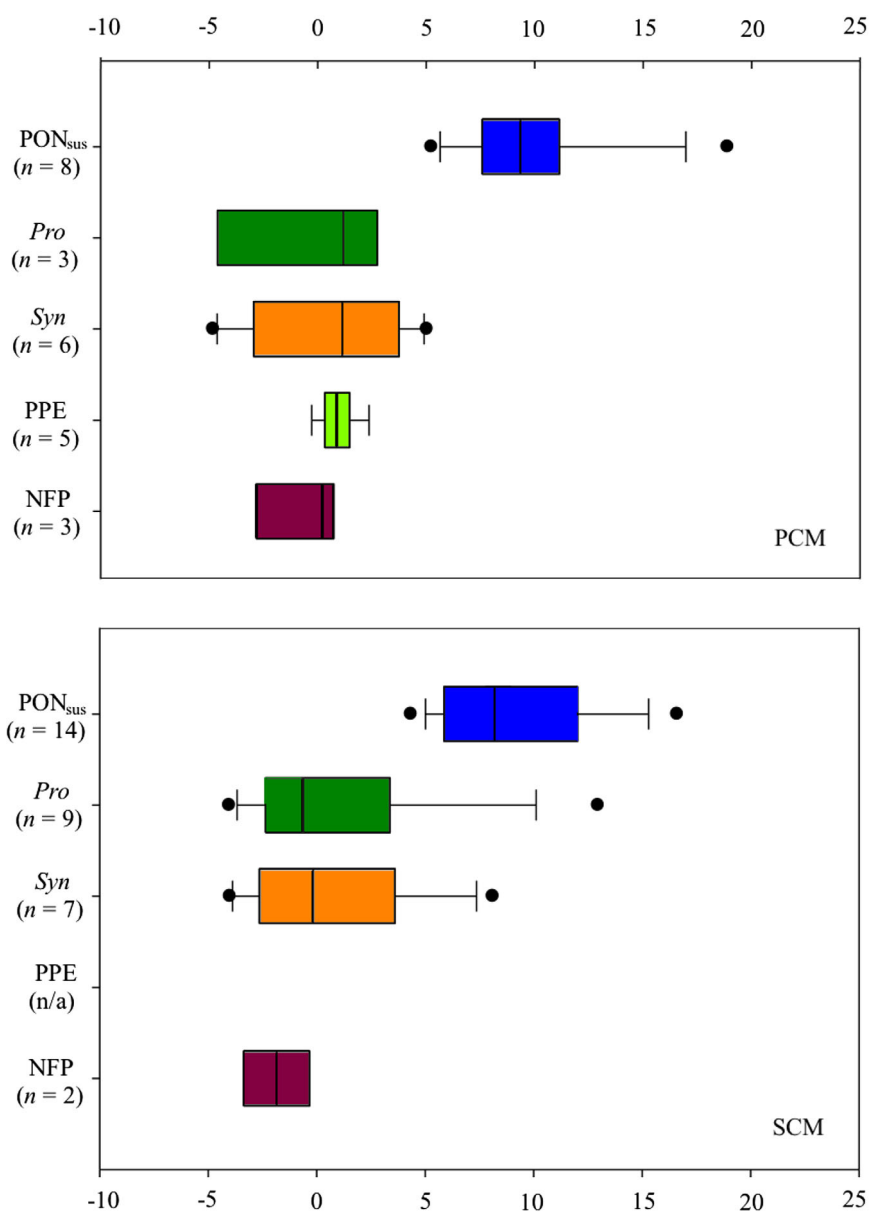 -10 -5 0 5 10 15 20 25
PONsus
(n = 8)
Pro
(n = 3)
Syn
(n = 6)
PPE
(n = 5)
NFP
(n = 3)
PCM
PONsus
(n = 14)
Pro
(n = 9)
Syn
(n = 7)
PPE
(n/a)
NFP
(n = 2)
SCM
-10 -5 0 5 10 15 20 25